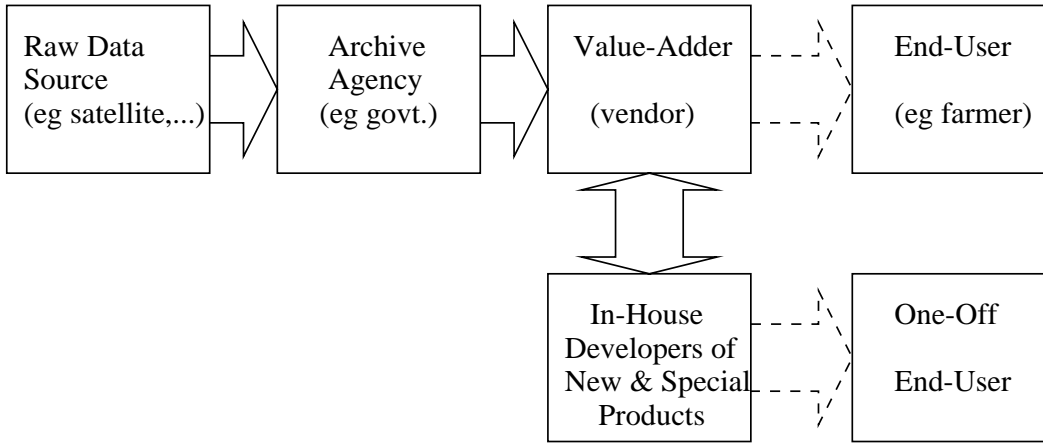 Raw Data
Source
(eg satellite,...)
Archive
Agency
(eg govt.)
Value-Adder
(vendor)
End-User
(eg farmer)
In-House
Developers of
New & Special
Products
One-Off
End-User